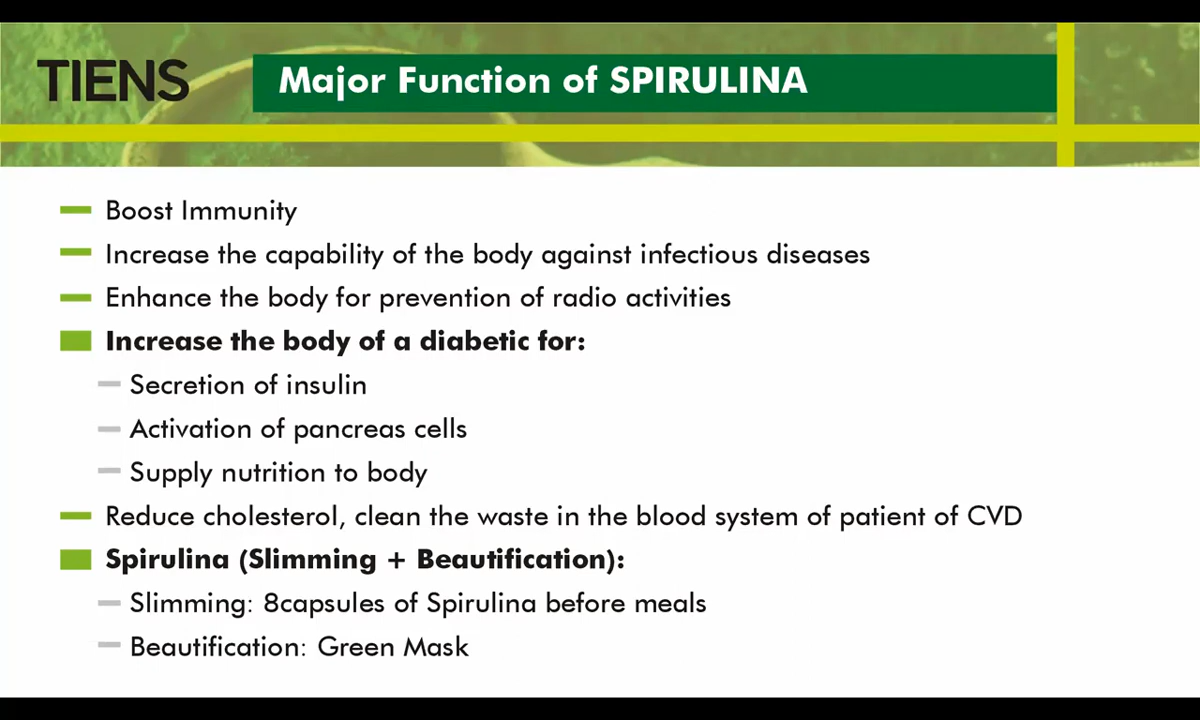 TIENS
Major Function of SPIRULINA
Boost Immunity
Increase the capability of the body against infectious diseases
Enhance the body for prevention of radio activities
Increase the body of a diabetic for:
Secretion of insulin
Activation of pancreas cells
Supply nutrition to body
Reduce cholesterol, clean the waste in the blood system of patient of CVD
Spirulina (Slimming + Beautification):
Slimming: 8capsules of Spirulina before meals
Beautification: Green Mask